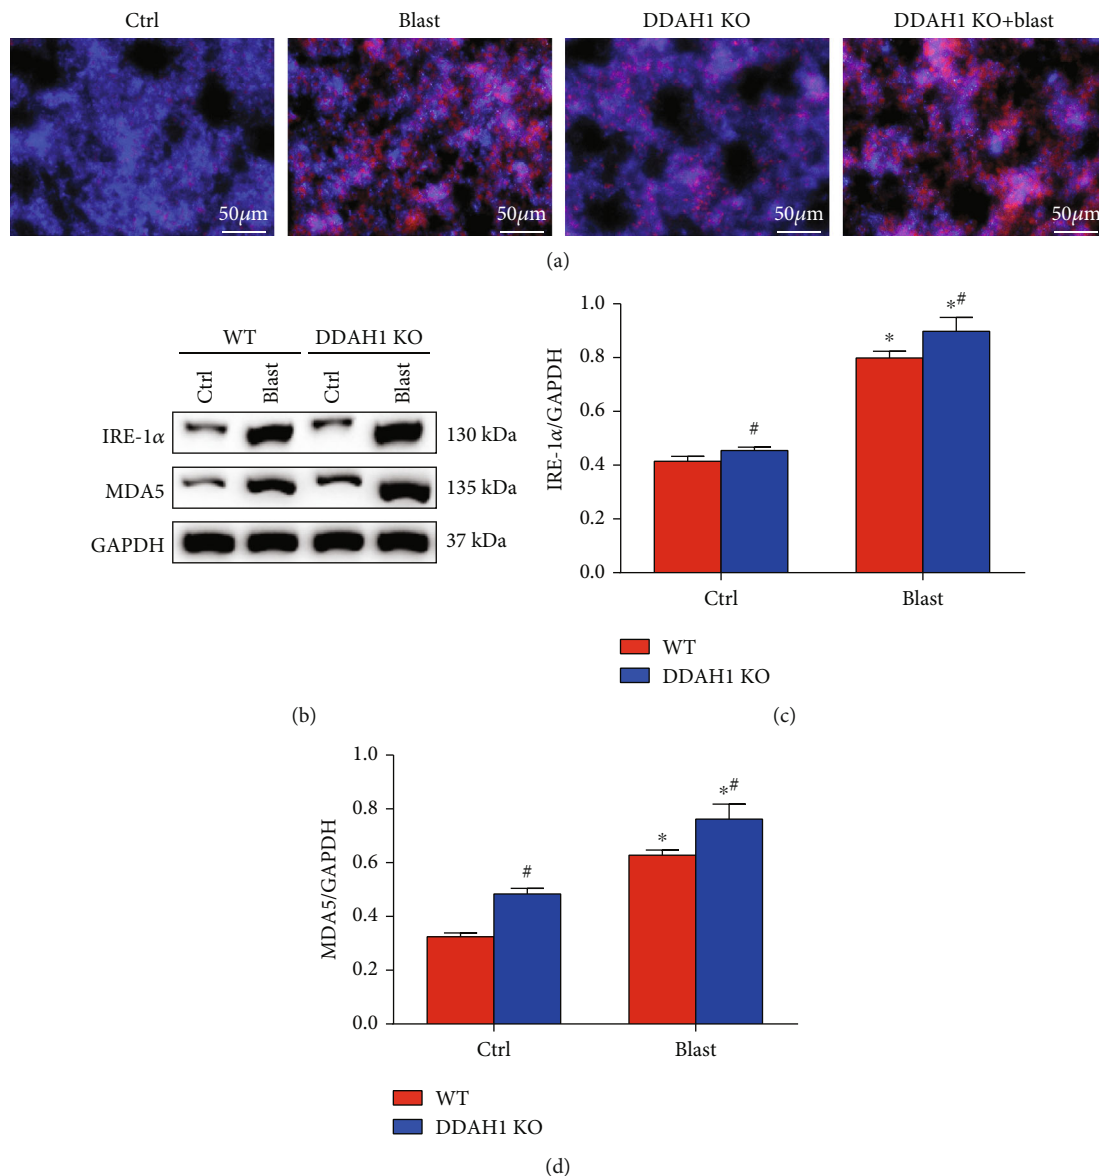 Ctrl
Blast
DDAH1 KO
DDAH1 KO+blast
50μm
50μm
50μm
50μm
(a)
WT
DDAH1 KO
Ctrl
Blast
Ctrl
Blast
IRE-1α
130 kDa
MDA5
135 kDa
GAPDH
37 kDa
(b)
IRE-1α/GAPDH
1.0
0.8
0.6
0.4
0.2
0.0
#
*
*#
Ctrl
Blast
WT
DDAH1 KO
(c)
MDA5/GAPDH
1.0
0.8
0.6
0.4
0.2
0.0
#
*
*#
Ctrl
Blast
WT
DDAH1 KO
(d)